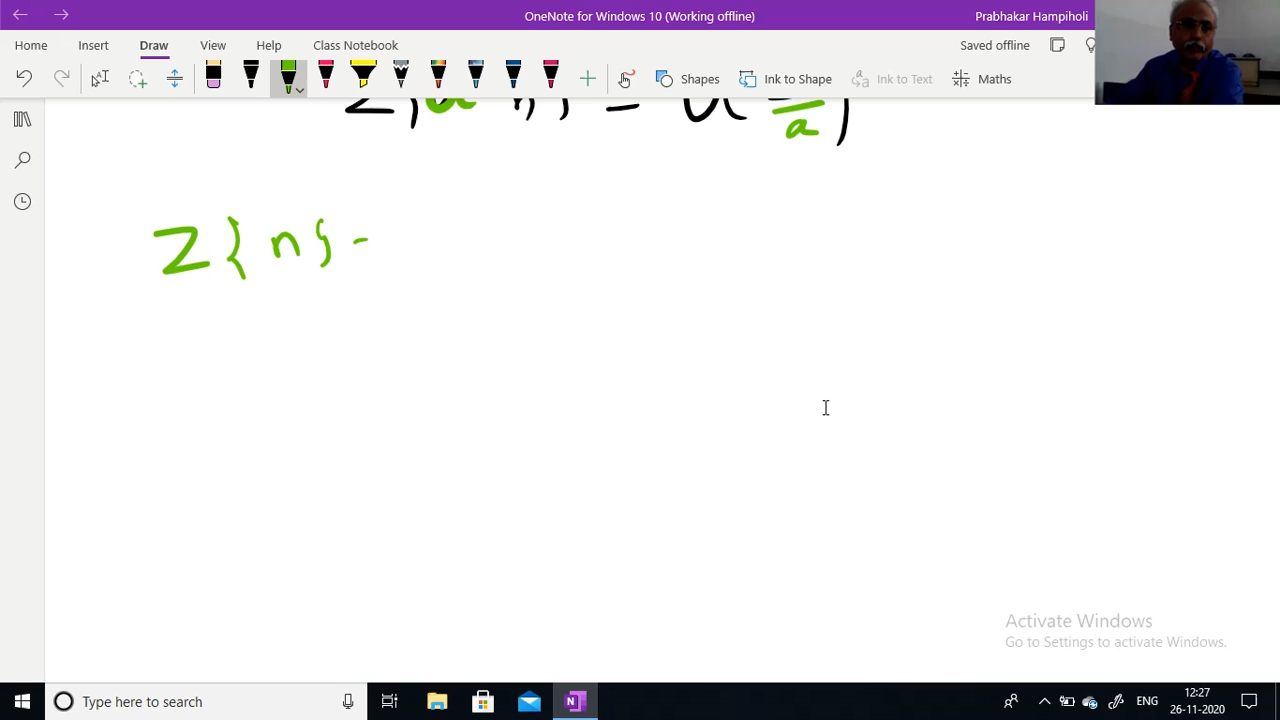 OneNote for Windows 10 (Working offline)
Prabhakar Hampiholi
Home Insert Draw View Help Class Notebook
Saved offline
Shapes Ink to Shape Ink to Text Maths
a
Z { n } -
Activate Windows
Go to Settings to activate Windows.
Type here to search
N
ENG
12:27
26-11-2020